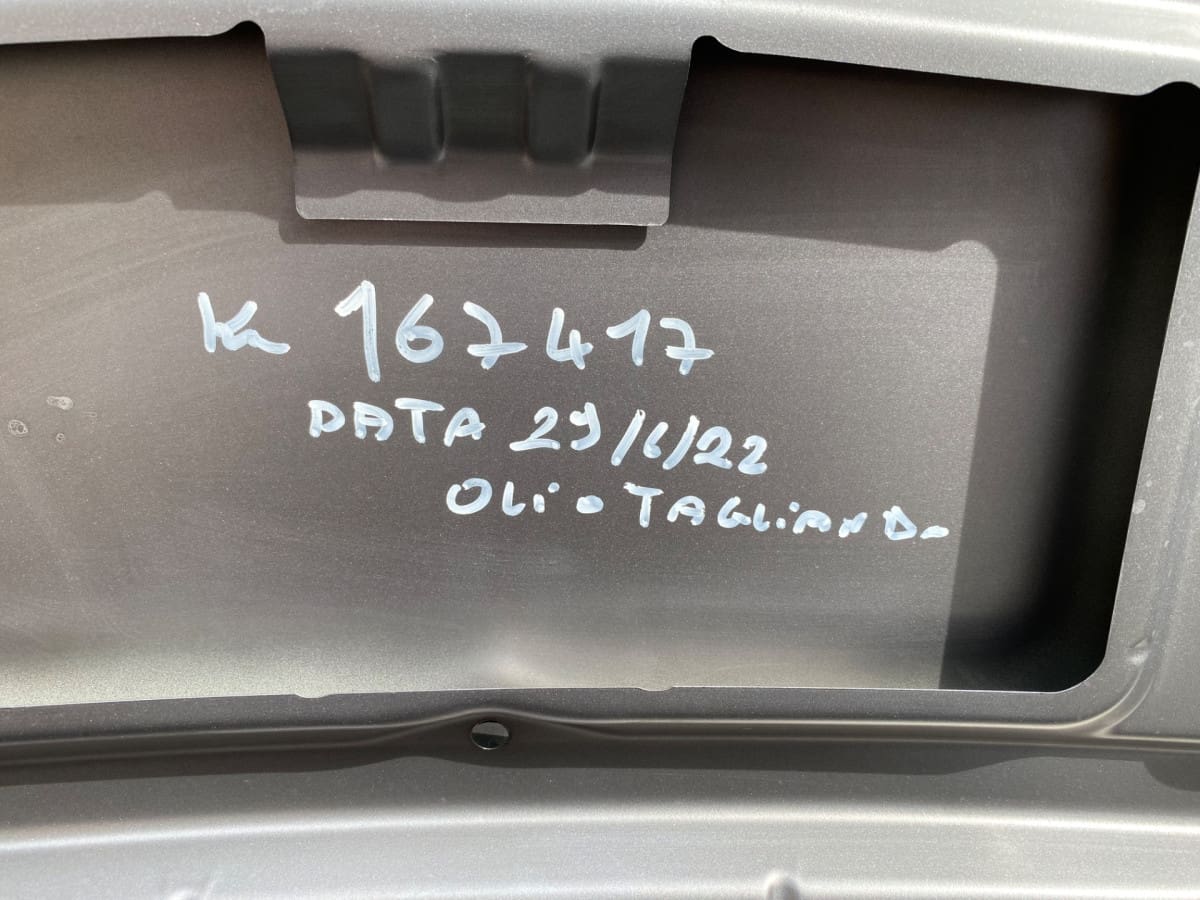 Km 167417
DATA 29/6/22
OLio TAGLiANDo